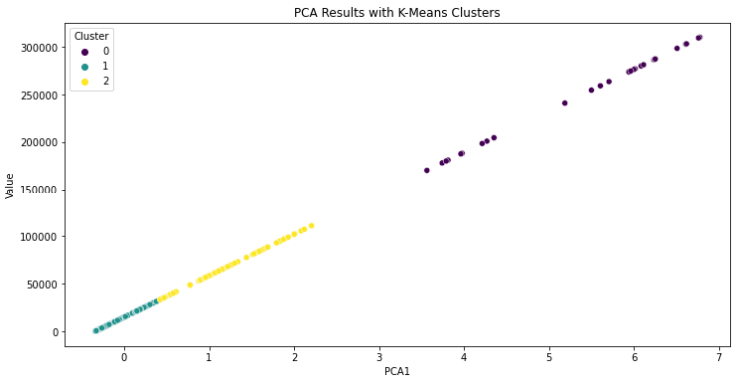 PCA Results with K-Means Clusters
Cluster
0
1
2
Value
300000
250000
200000
150000
100000
50000
0
0 1 2 3 4 5 6 7
PCA1